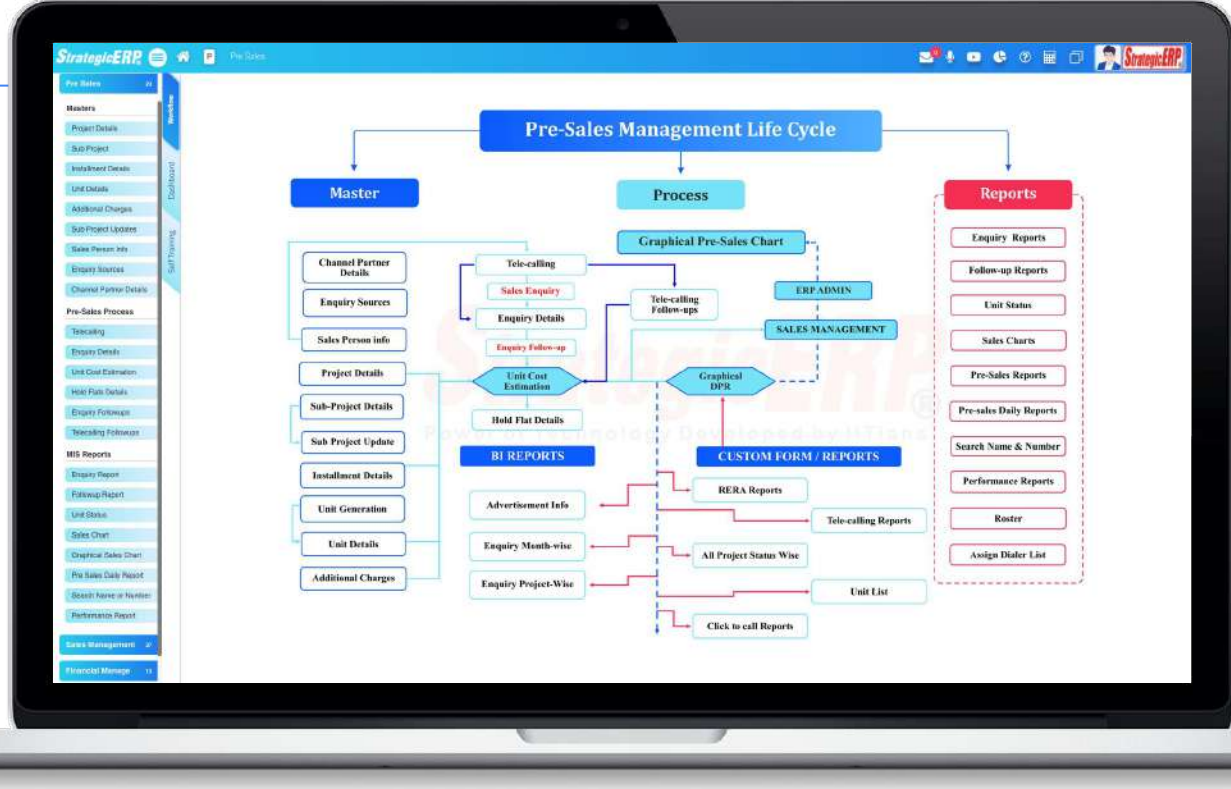 StrategicERP
P
Pre Sales
StrategicERP
Pre Sales
Masters
Project Details
Sub Project
Installment Details
Unit Details
Additional Charges
Sub Project Updates
Sales Person Info
Enquiry Sources
Channel Partner Details
Pre-Sales Process
Telecalling
Enquiry Details
Unit Cost Estimation
Hold Flats Details
Enquiry Followups
Telecalling Followups
MIS Reports
Enquiry Report
Followup Report
Unit Status
Sales Chart
Graphical Sales Chart
Pre Sales Daily Report
Search Name or Number
Performance Report
Sales Management
Financial Manage
Workflow
Dashboard
Self Training
Pre-Sales Management Life Cycle
Master
Channel Partner
Details
Enquiry Sources
Sales Person info
Project Details
Sub-Project Details
Sub Project Update
Installment Details
Unit Generation
Unit Details
Additional Charges
Process
Graphical Pre-Sales Chart
Tele-calling
Sales Enquiry
Enquiry Details
Enquiry Follow-up
Unit Cost
Estimation
Hold Flat Details
Tele-calling
Follow-ups
ERP ADMIN
SALES MANAGEMENT
Graphical
DPR
StrategicERP
®
Power of Technology Developed by IITians
BI REPORTS
Advertisement Info
Enquiry Month-wise
Enquiry Project-Wise
CUSTOM FORM / REPORTS
RERA Reports
Tele-calling Reports
All Project Status Wise
Unit List
Click to call Reports
Reports
Enquiry Reports
Follow-up Reports
Unit Status
Sales Charts
Pre-Sales Reports
Pre-sales Daily Reports
Search Name & Number
Performance Reports
Roster
Assign Dialer List